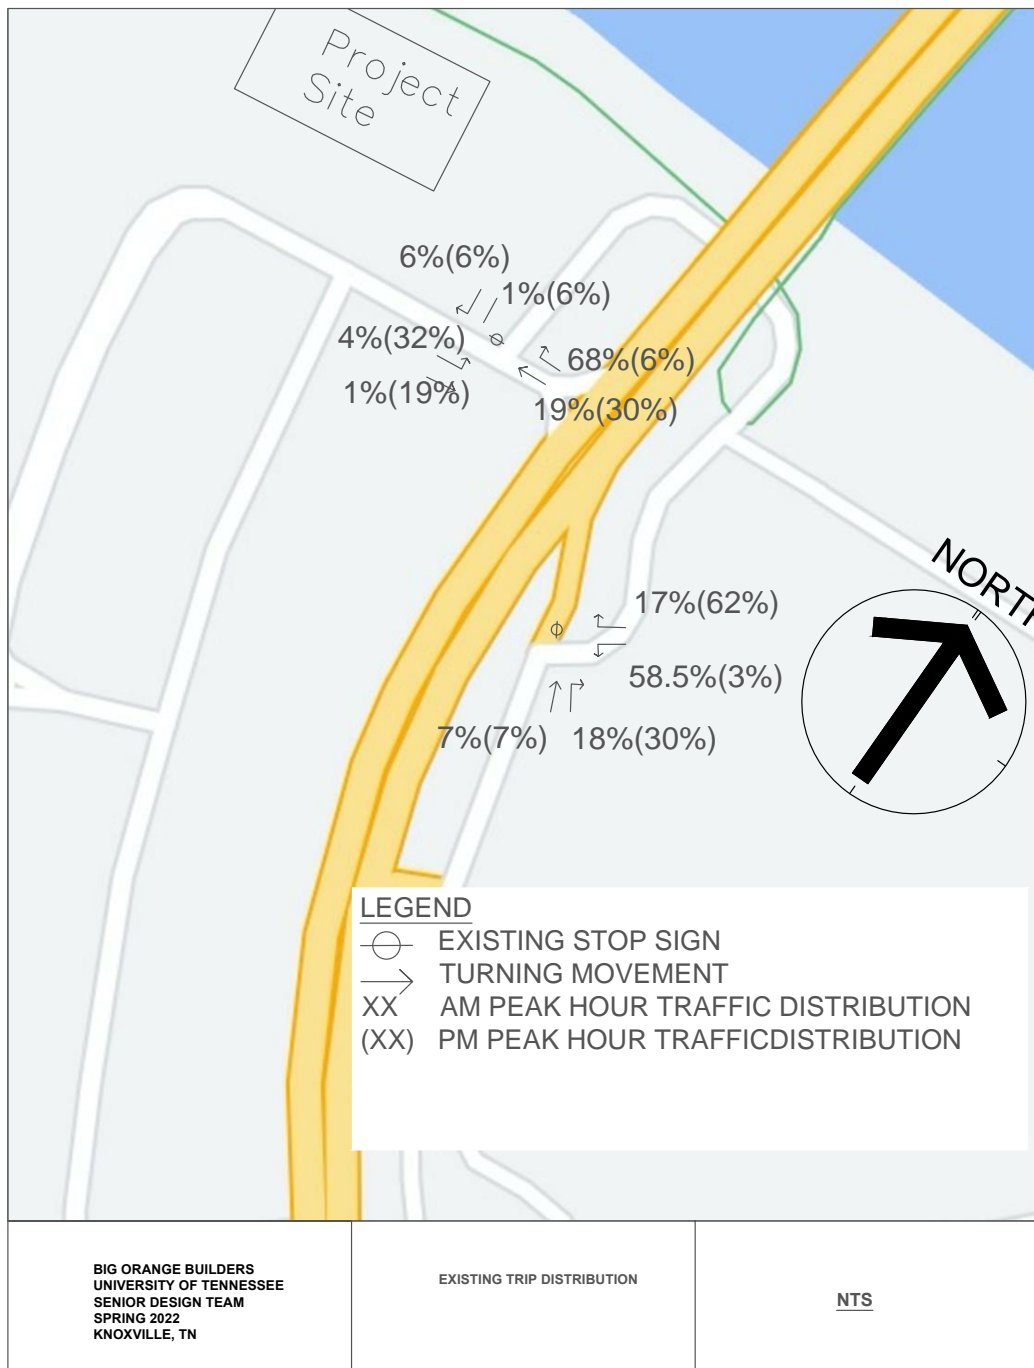 Project
Site
6%(6%)
1%(6%)
4%(32%)
68%(6%)
1%(19%)
19%(30%)
17%(62%)
58.5%(3%)
7%(7%)
18%(30%)
NORTH
LEGEND
EXISTING STOP SIGN
TURNING MOVEMENT
XX AM PEAK HOUR TRAFFIC DISTRIBUTION
(XX) PM PEAK HOUR TRAFFICDISTRIBUTION
BIG ORANGE BUILDERS
UNIVERSITY OF TENNESSEE
SENIOR DESIGN TEAM
SPRING 2022
KNOXVILLE, TN
EXISTING TRIP DISTRIBUTION
NTS